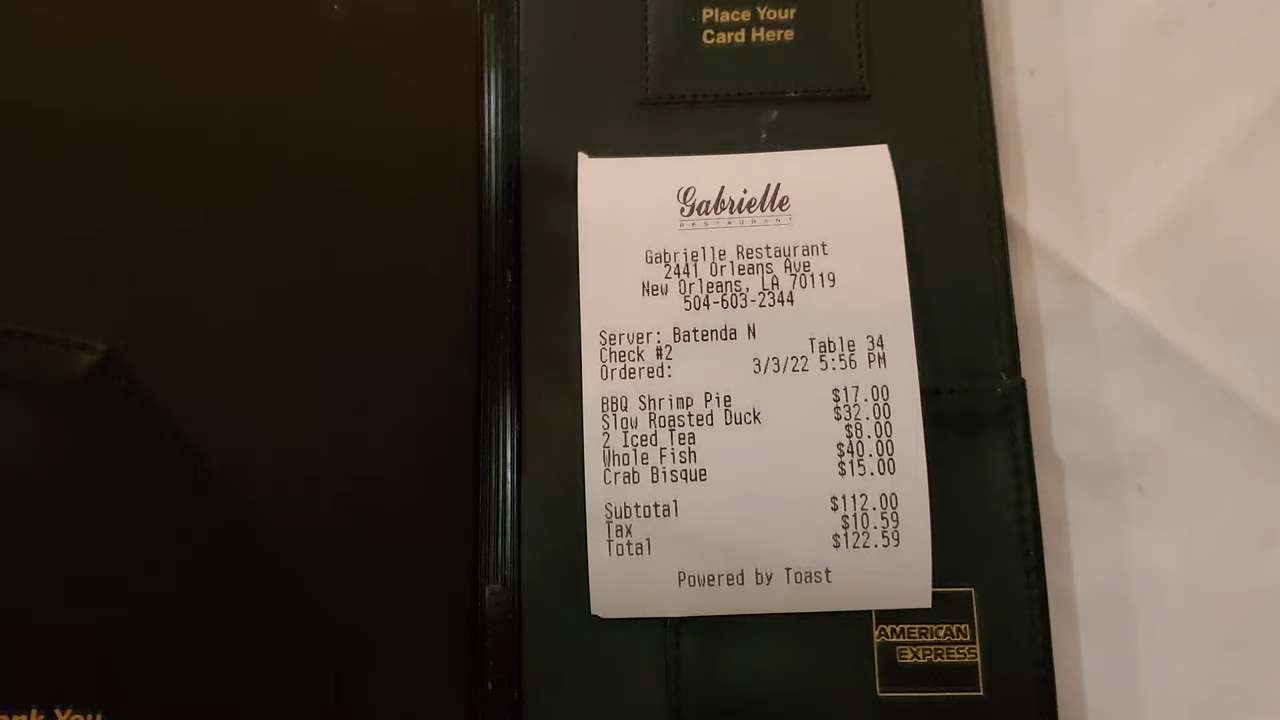 Place Your
Card Here
Gabrielle
RESTAURANT
Gabrielle Restaurant
2441 Orleans Ave
New Orleans, LA 70119
504-603-2344
Server: Batenda N
Check #2 Table 34
Ordered: 3/3/22 5:56 PM
BBQ Shrimp Pie $17.00
Slow Roasted Duck $32.00
2 Iced Tea $8.00
Whole Fish $40.00
Crab Bisque $15.00
Subtotal $112.00
Tax $10.59
Total $122.59
Powered by Toast
AMERICAN
EXPRESS
You